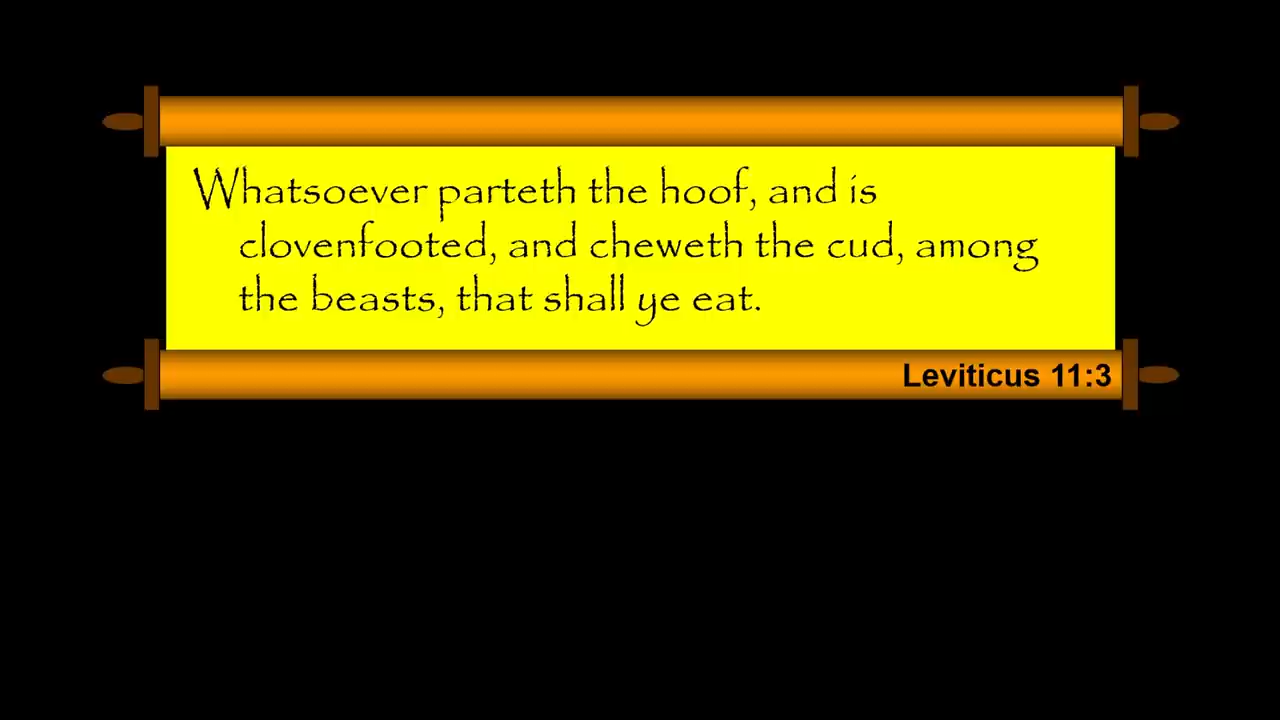 Whatsoever parteth the hoof, and is
clovenfooted, and cheweth the cud, among
the beasts, that shall ye eat.
Leviticus 11:3